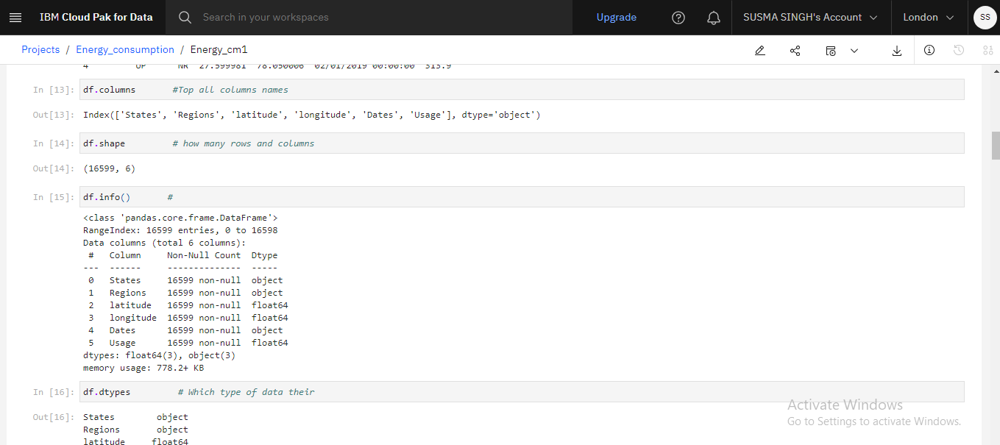 IBM Cloud Pak for Data Search in your workspaces Upgrade SUSMA SINGH's Account London SS
Projects / Energy_consumption / Energy_cm1
4 UP NR 27.599981 78.050006 02/01/2019 00:00:00 313.9
In [13]: df.columns #Top all columns names
Out[13]: Index(['States', 'Regions', 'latitude', 'longitude', 'Dates', 'Usage'], dtype='object')
In [14]: df.shape # how many rows and columns
Out[14]: (16599, 6)
In [15]: df.info() #
<class 'pandas.core.frame.DataFrame'>
RangeIndex: 16599 entries, 0 to 16598
Data columns (total 6 columns):
# Column Non-Null Count Dtype
--- ------ -------------- -----
0 States 16599 non-null object
1 Regions 16599 non-null object
2 latitude 16599 non-null float64
3 longitude 16599 non-null float64
4 Dates 16599 non-null object
5 Usage 16599 non-null float64
dtypes: float64(3), object(3)
memory usage: 778.2+ KB
In [16]: df.dtypes # Which type of data their
Out[16]: States object
Regions object
latitude float64
Activate Windows
Go to Settings to activate Windows.